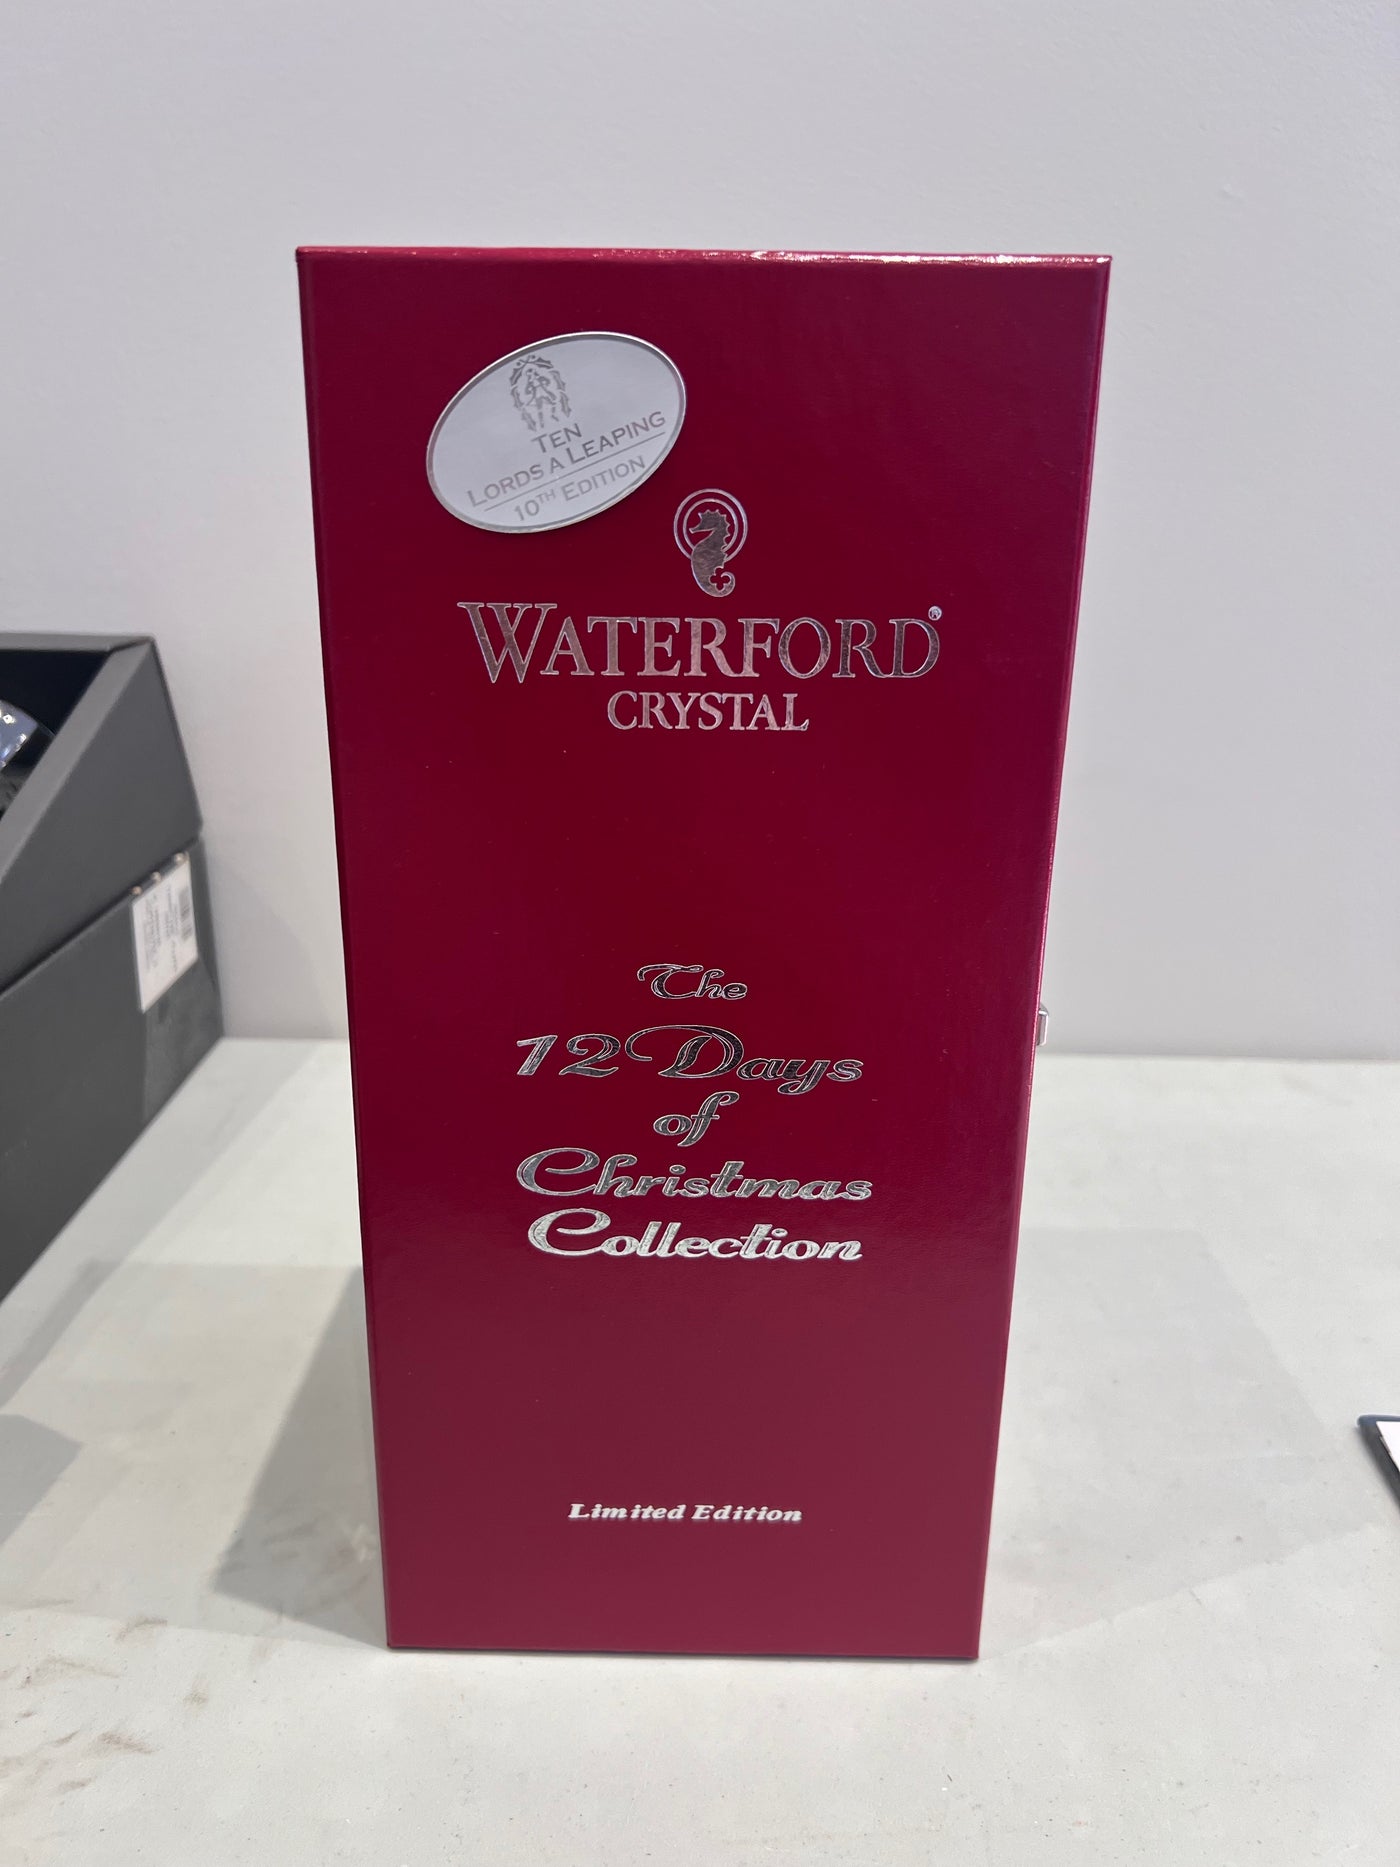 TEN
LORDS A LEAPING
10TH EDITION
WATERFORD®
CRYSTAL
The
12 Days
of
Christmas
Collection
Limited Edition